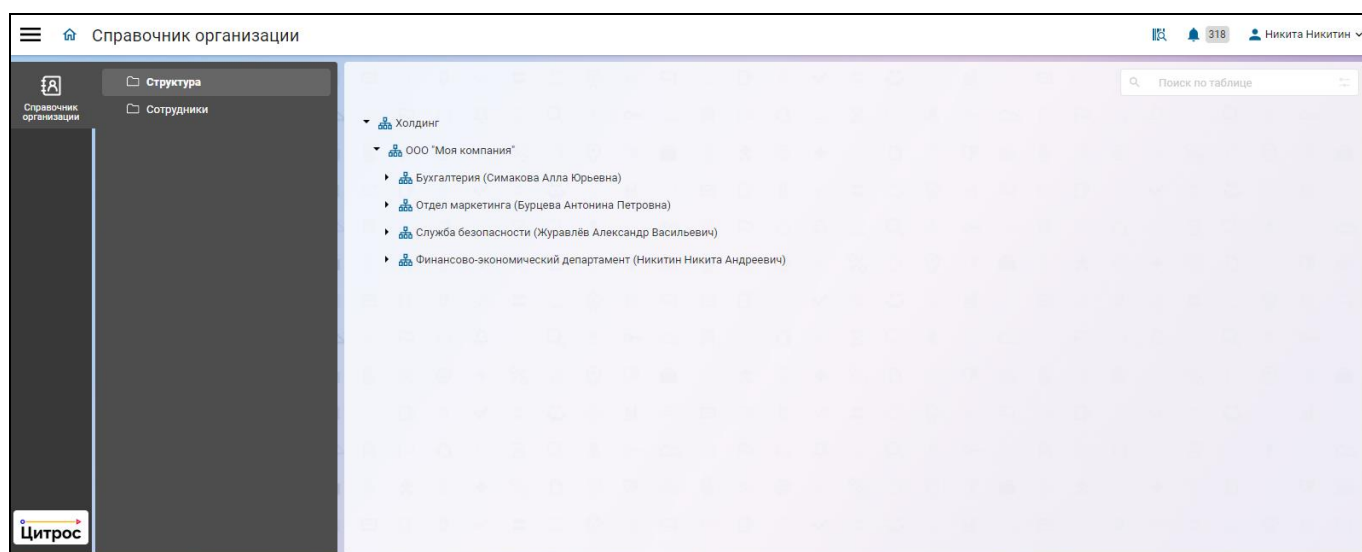 Справочник организации
318
Никита Никитин
Справочник
организации
Структура
Сотрудники
Поиск по таблице
Холдинг
ООО "Моя компания"
Бухгалтерия (Симакова Алла Юрьевна)
Отдел маркетинга (Бурцева Антонина Петровна)
Служба безопасности (Журавлёв Александр Васильевич)
Финансово-экономический департамент (Никитин Никита Андреевич)
Цитрос